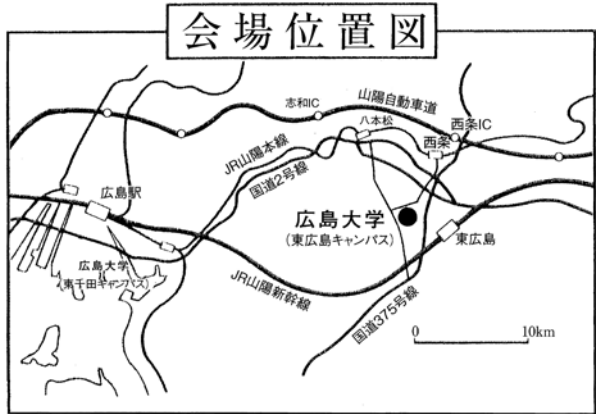 会場位置図
志和IC
山陽自動車道
八本松
西条IC
西条
JR山陽本線
国道2号線
広島駅
広島大学
(東広島キャンパス)
東広島
広島大学
(東千田キャンパス)
JR山陽新幹線
国道375号線
0 10km